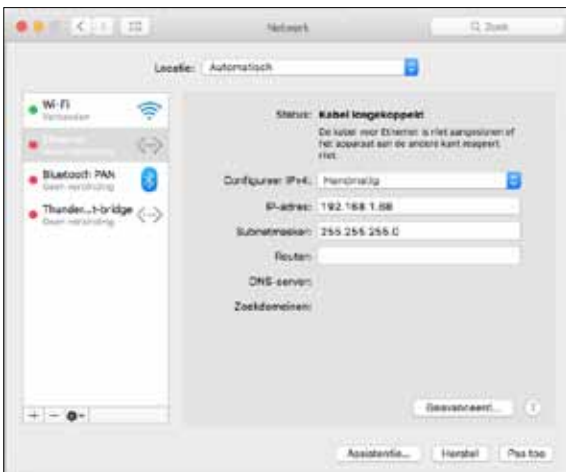 Netwerk
Zoek
Locatie: Automatisch
Wi-Fi
Verbonden
Bluetooth PAN
Geen verbinding
Thunder...t-bridge
Geen verbinding
Status: Kabel losgekoppeld
De kabel voor Ethernet is niet aangesloten of
het apparaat aan de andere kant reageert
niet.
Configureer IPv4: Handmatig
IP-adres: 192.168.1.88
Subnetmasker: 255.255.255.0
Router:
DNS-server:
Zoekdomeinen:
Geavanceerd...
Assistentie...
Herstel
Pas toe